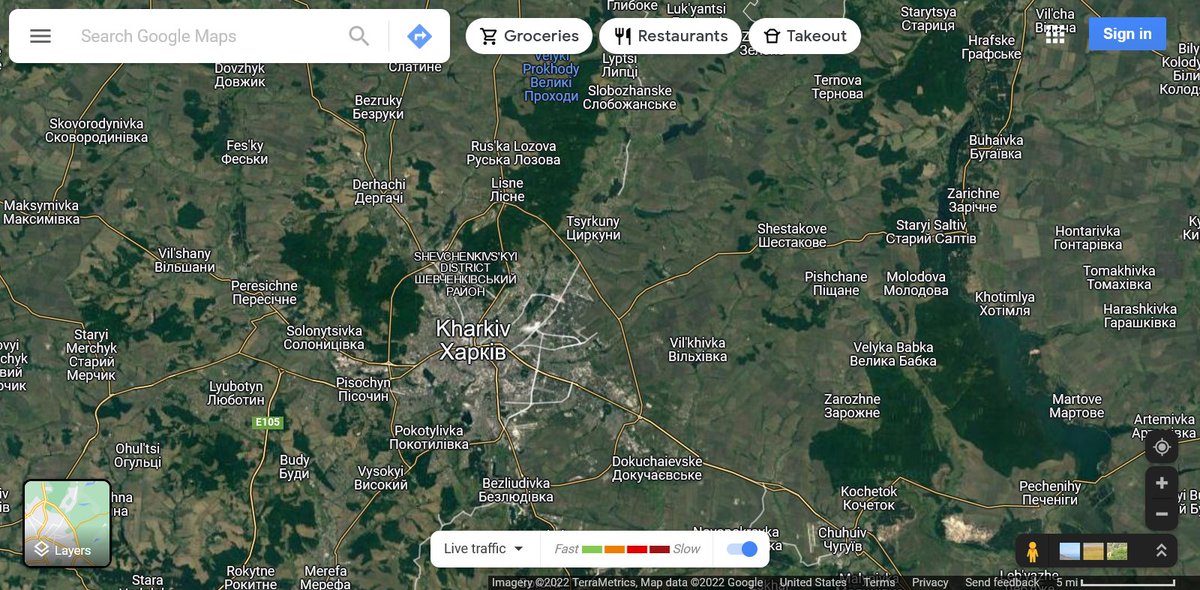 Глибоке
Luk'yantsi
Starytsya
Стариця
Vil'cha
Search Google Maps
Groceries
Restaurants
Takeout
Sign in
Hrafske
Графське
Слатине
Velyki
Prokhody
Великі
Проходи
Lyptsi
Липці
Dovzhyk
Довжик
Ternova
Тернова
Slobozhanske
Слобожанське
Bezruky
Безруки
Skovorodynivka
Сковородинівка
Fes'ky
Феськи
Rus'ka Lozova
Руська Лозова
Buhaivka
Бугаївка
Derhachi
Дергачі
Lisne
Лісне
Zarichne
Зарічне
Maksymivka
Максимівка
Tsyrkuny
Циркуни
Shestakove
Шестакове
Staryi Saltiv
Старий Салтів
Hontarivka
Гонтарівка
Vil'shany
Вільшани
SHEVCHENKIVS'KYI
DISTRICT
ШЕВЧЕНКІВСЬКИЙ
РАЙОН
Pishchane
Піщане
Molodova
Молодова
Tomakhivka
Томахівка
Peresichne
Пересічне
Khotimlya
Хотімля
Harashkivka
Гарашківка
Solonytsivka
Солоницівка
Kharkiv
Харків
Staryi
Merchyk
Старий
Мерчик
Vil'khivka
Вільхівка
Velyka Babka
Велика Бабка
Lyubotyn
Люботин
Pisochyn
Пісочин
Zarozhne
Зарожне
Martove
Мартове
E105
Artemivka
Pokotylivka
Покотилівка
Ohul'tsi
Огульці
Budy
Буди
Vysokyi
Високий
Dokuchaievske
Докучаєвське
Bezliudivka
Безлюдівка
Kochetok
Кочеток
Pechenihy
Печеніги
Chuhuiv
Чугуїв
Layers
Live traffic
Fast
Slow
Stara
Rokytne
Рокитне
Merefa
Мерефа
Imagery ©2022 TerraMetrics, Map data ©2022 Google
United States
Terms
Privacy
Send feedback
5 mi